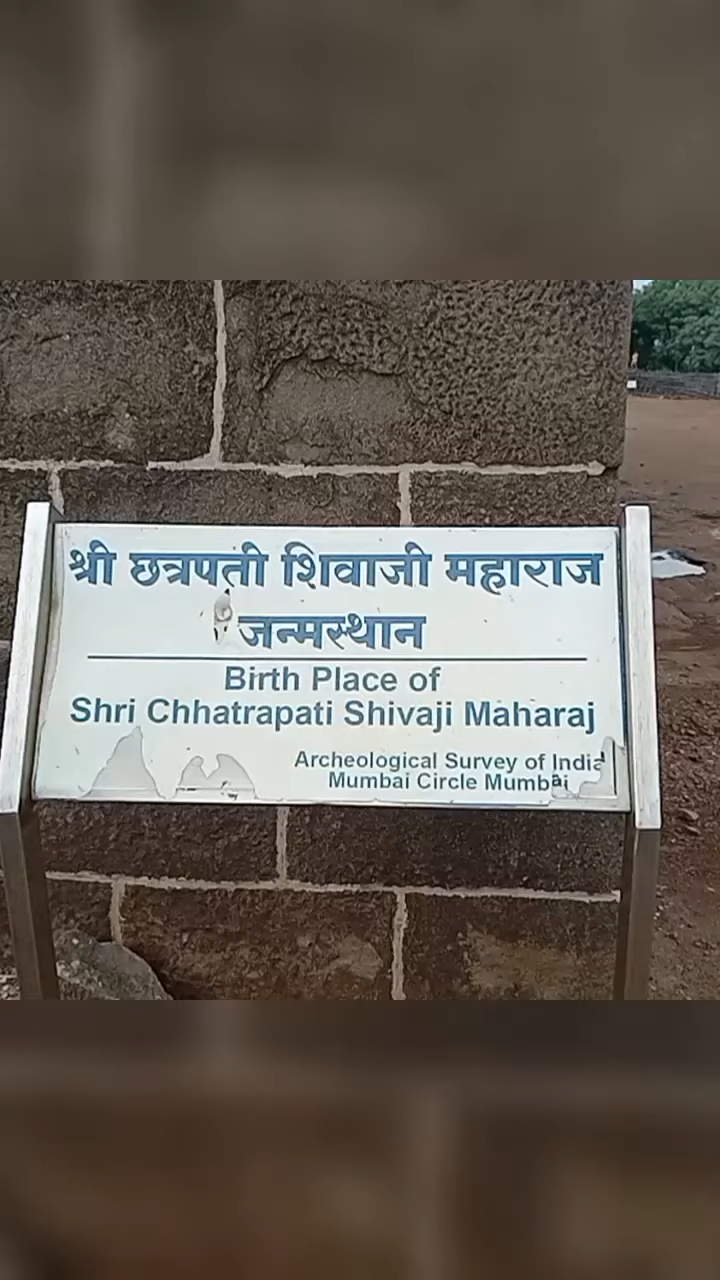 श्री छत्रपती शिवाजी महाराज
जन्मस्थान
Birth Place of
Shri Chhatrapati Shivaji Maharaj
Archeological Survey of India
Mumbai Circle Mumbai